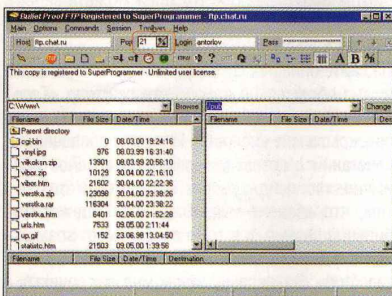 Bullet Proof FTP Registered to SuperProgrammer - ftp.chat.ru
Main Options Commands Session Toolbars Help
Host ftp.chat.ru Port 21 Login antorlov Pass
This copy is registered to SuperProgrammer - Unlimited user license.
C:\Www\ Browse /pub Change
Filename File Size Date/Time Filename File Size Date/Time
Parent directory
cgi-bin 0 08.03.00 19:24:16
vinyl.jpg 976 08.03.99 16:31:40
vilkoksn.zip 13901 08.03.99 20:56:10
vibor.zip 10129 30.04.00 22:16:10
vibor.htm 21602 30.04.00 22:22:36
verstka.zip 123098 30.04.00 23:39:26
verstka.rar 116304 30.04.00 23:38:22
verstka.htm 6401 02.06.00 21:52:28
urls.htm 7533 09.05.00 2:11:44
up.gif 152 23.06.98 13:04:50
statistc.htm 21503 09.05.00 1:39:56
Filename File Size Date/Time Destination